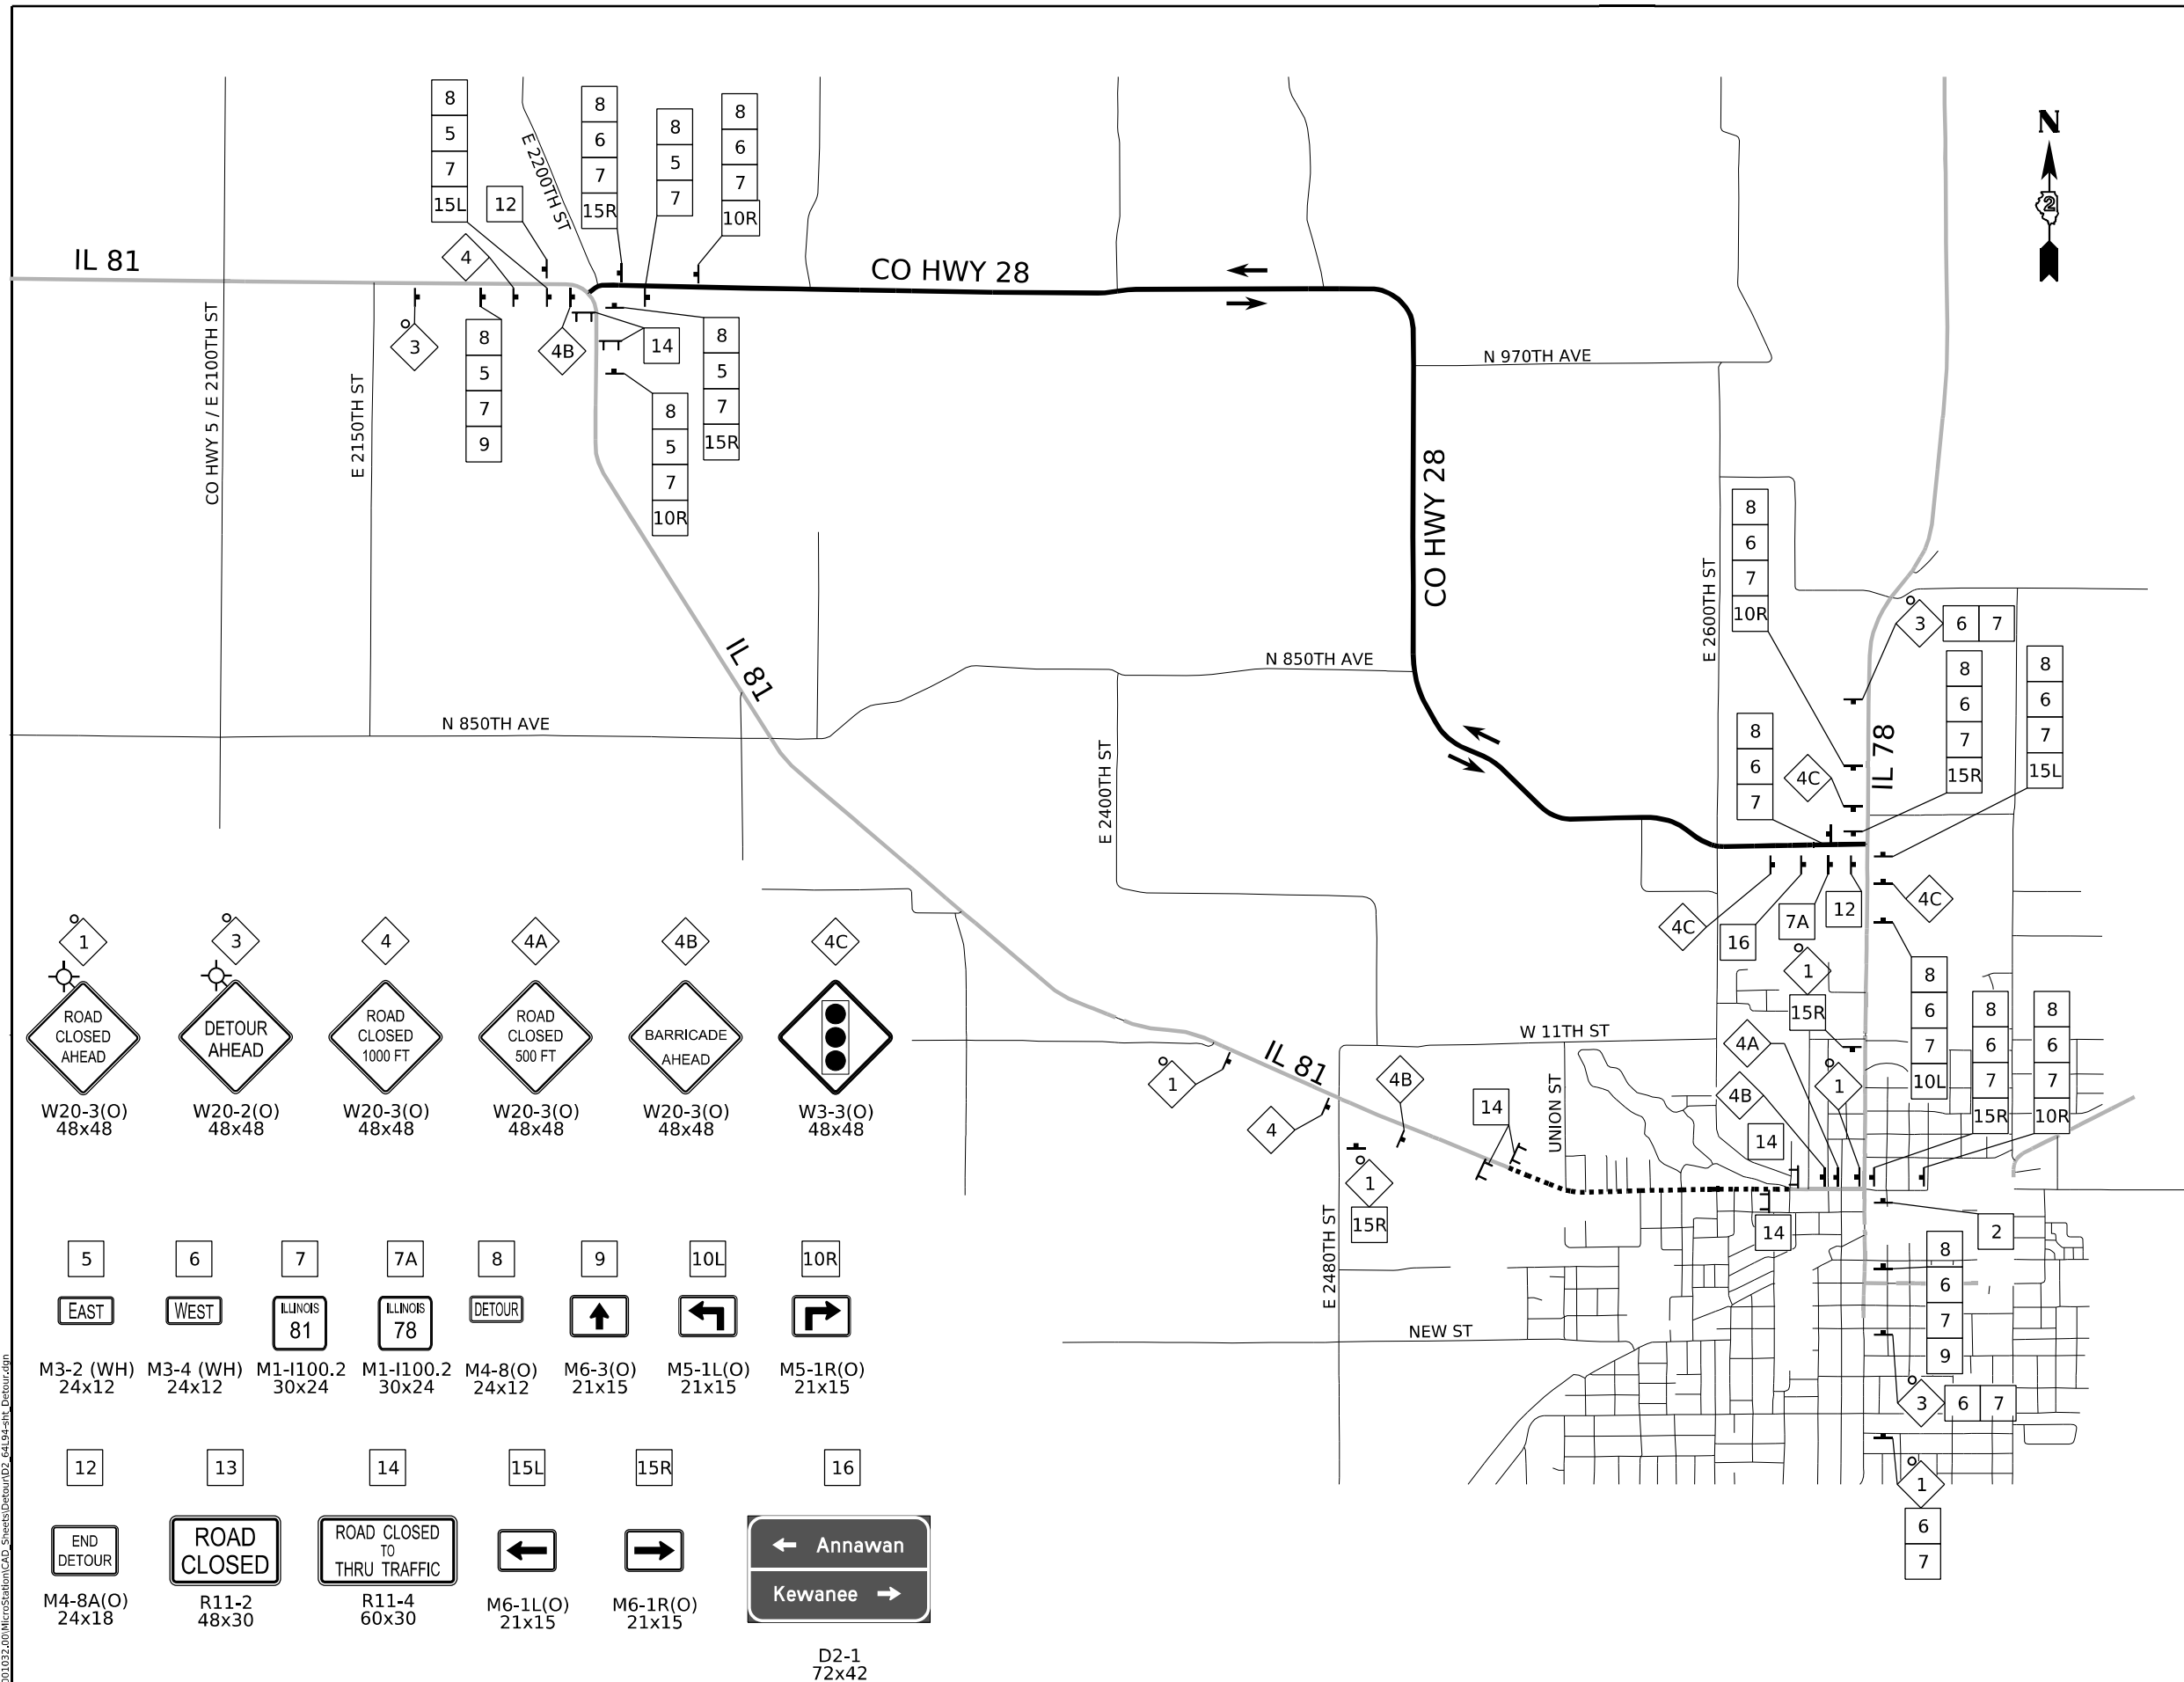 8
5
7
15L
12
4
E 2200TH ST
8
6
7
15R
8
5
7
8
6
7
10R
N
2
IL 81
CO HWY 28
3
8
5
7
9
4B
14
8
5
7
15R
8
5
7
10R
CO HWY 5 / E 2100TH ST
E 2150TH ST
N 970TH AVE
CO HWY 28
E 2600TH ST
8
6
7
10R
3
6 7
8
6
7
15R
8
6
7
15L
IL 78
IL 81
N 850TH AVE
N 850TH AVE
E 2400TH ST
8
6
7
4C
4C
16
7A
12
4C
1
15R
8
6
7
10L
8
6
7
15R
8
6
7
10R
4A
4B
1
14
W 11TH ST
UNION ST
IL 81
1
4
4B
14
1
15R
14
2
E 2480TH ST
NEW ST
8
6
7
9
3
6 7
1
6
7
1 3 4 4A 4B 4C
ROAD
CLOSED
AHEAD
W20-3(O)
48x48
DETOUR
AHEAD
W20-2(O)
48x48
ROAD
CLOSED
1000 FT
W20-3(O)
48x48
ROAD
CLOSED
500 FT
W20-3(O)
48x48
BARRICADE
AHEAD
W20-3(O)
48x48
W3-3(O)
48x48
5 6 7 7A 8 9 10L 10R
EAST
M3-2 (WH)
24x12
WEST
M3-4 (WH)
24x12
ILLINOIS
81
M1-I100.2
30x24
ILLINOIS
78
M1-I100.2
30x24
DETOUR
M4-8(O)
24x12
M6-3(O)
21x15
M5-1L(O)
21x15
M5-1R(O)
21x15
12 13 14 15L 15R 16
END
DETOUR
M4-8A(O)
24x18
ROAD
CLOSED
R11-2
48x30
ROAD CLOSED
TO
THRU TRAFFIC
R11-4
60x30
M6-1L(O)
21x15
M6-1R(O)
21x15
← Annawan
Kewanee →
D2-1
72x42
001032.00\MicroStation\CAD_Sheets\Detour\D2_64L94-sht_Detour.dgn